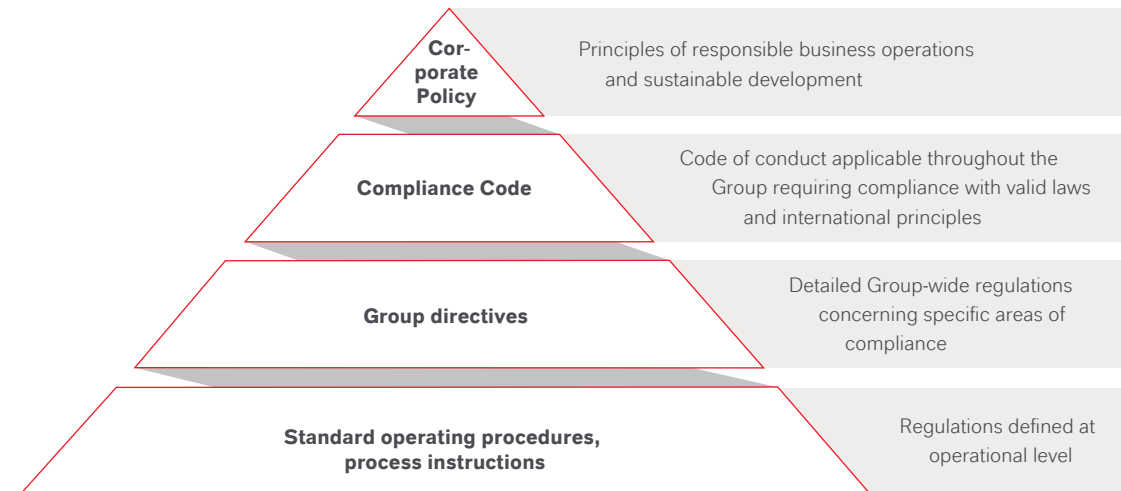 Cor-
porate
Policy
Principles of responsible business operations
and sustainable development
Compliance Code
Code of conduct applicable throughout the
Group requiring compliance with valid laws
and international principles
Group directives
Detailed Group-wide regulations
concerning specific areas of
compliance
Standard operating procedures,
process instructions
Regulations defined at
operational level